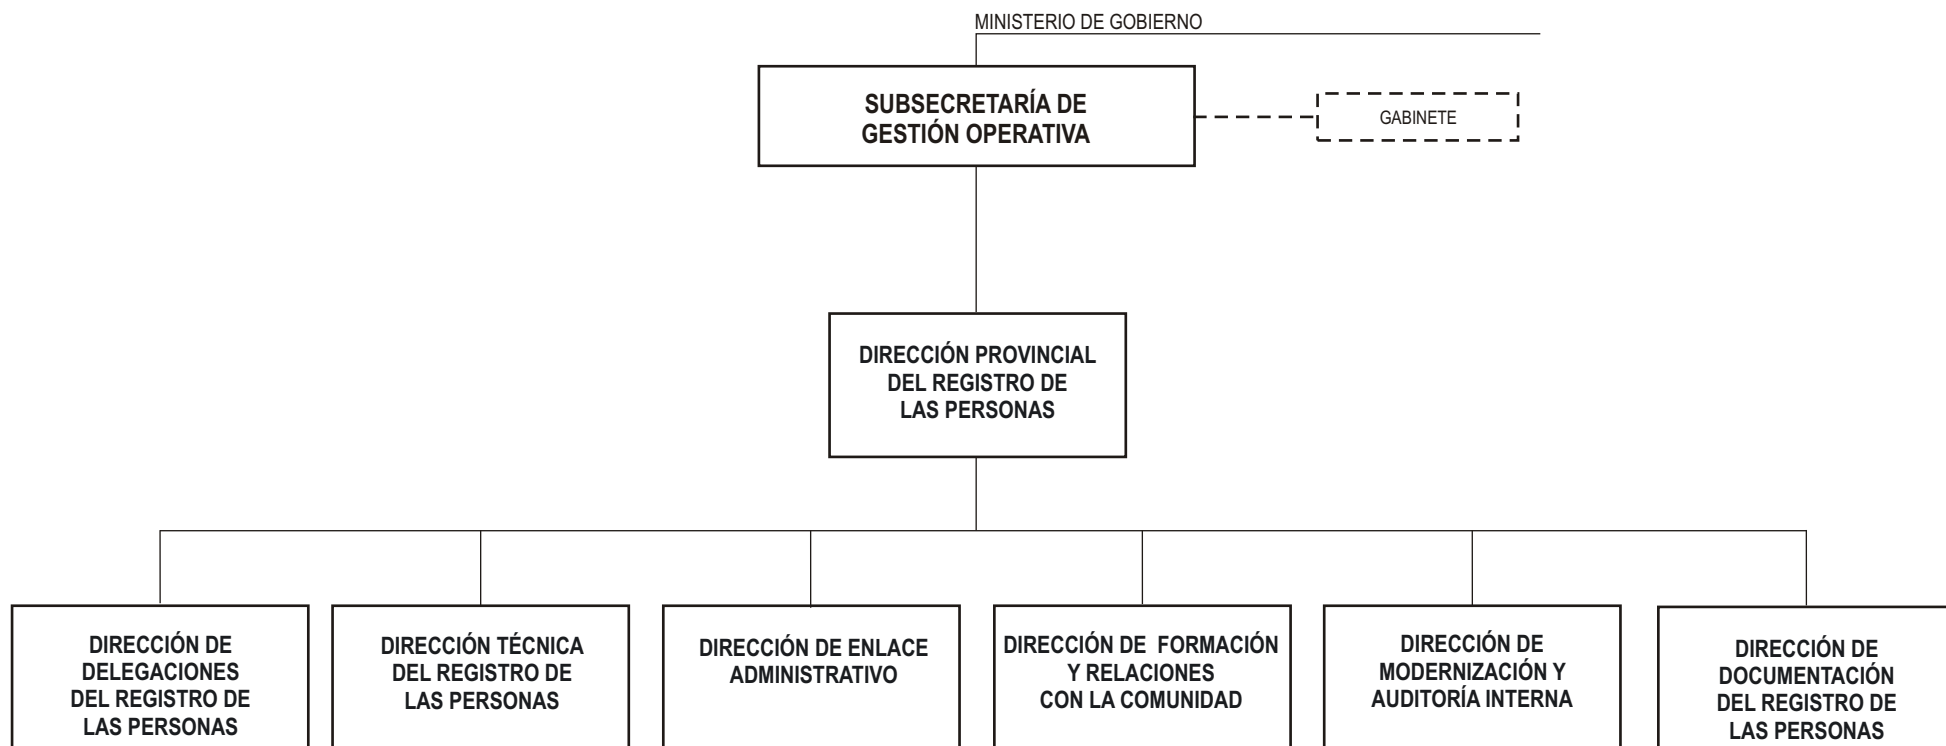 MINISTERIO DE GOBIERNO
SUBSECRETARÍA DE
GESTIÓN OPERATIVA
GABINETE
DIRECCIÓN PROVINCIAL
DEL REGISTRO DE
LAS PERSONAS
DIRECCIÓN DE
DELEGACIONES
DEL REGISTRO DE
LAS PERSONAS
DIRECCIÓN TÉCNICA
DEL REGISTRO DE
LAS PERSONAS
DIRECCIÓN DE ENLACE
ADMINISTRATIVO
DIRECCIÓN DE FORMACIÓN
Y RELACIONES
CON LA COMUNIDAD
DIRECCIÓN DE
MODERNIZACIÓN Y
AUDITORÍA INTERNA
DIRECCIÓN DE
DOCUMENTACIÓN
DEL REGISTRO DE
LAS PERSONAS